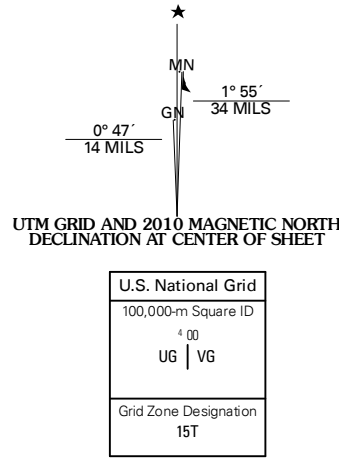 ★
MN
1° 55´
34 MILS
GN
0° 47´
14 MILS
UTM GRID AND 2010 MAGNETIC NORTH
DECLINATION AT CENTER OF SHEET
U.S. National Grid
100,000-m Square ID
4 00
UG | VG
Grid Zone Designation
15T